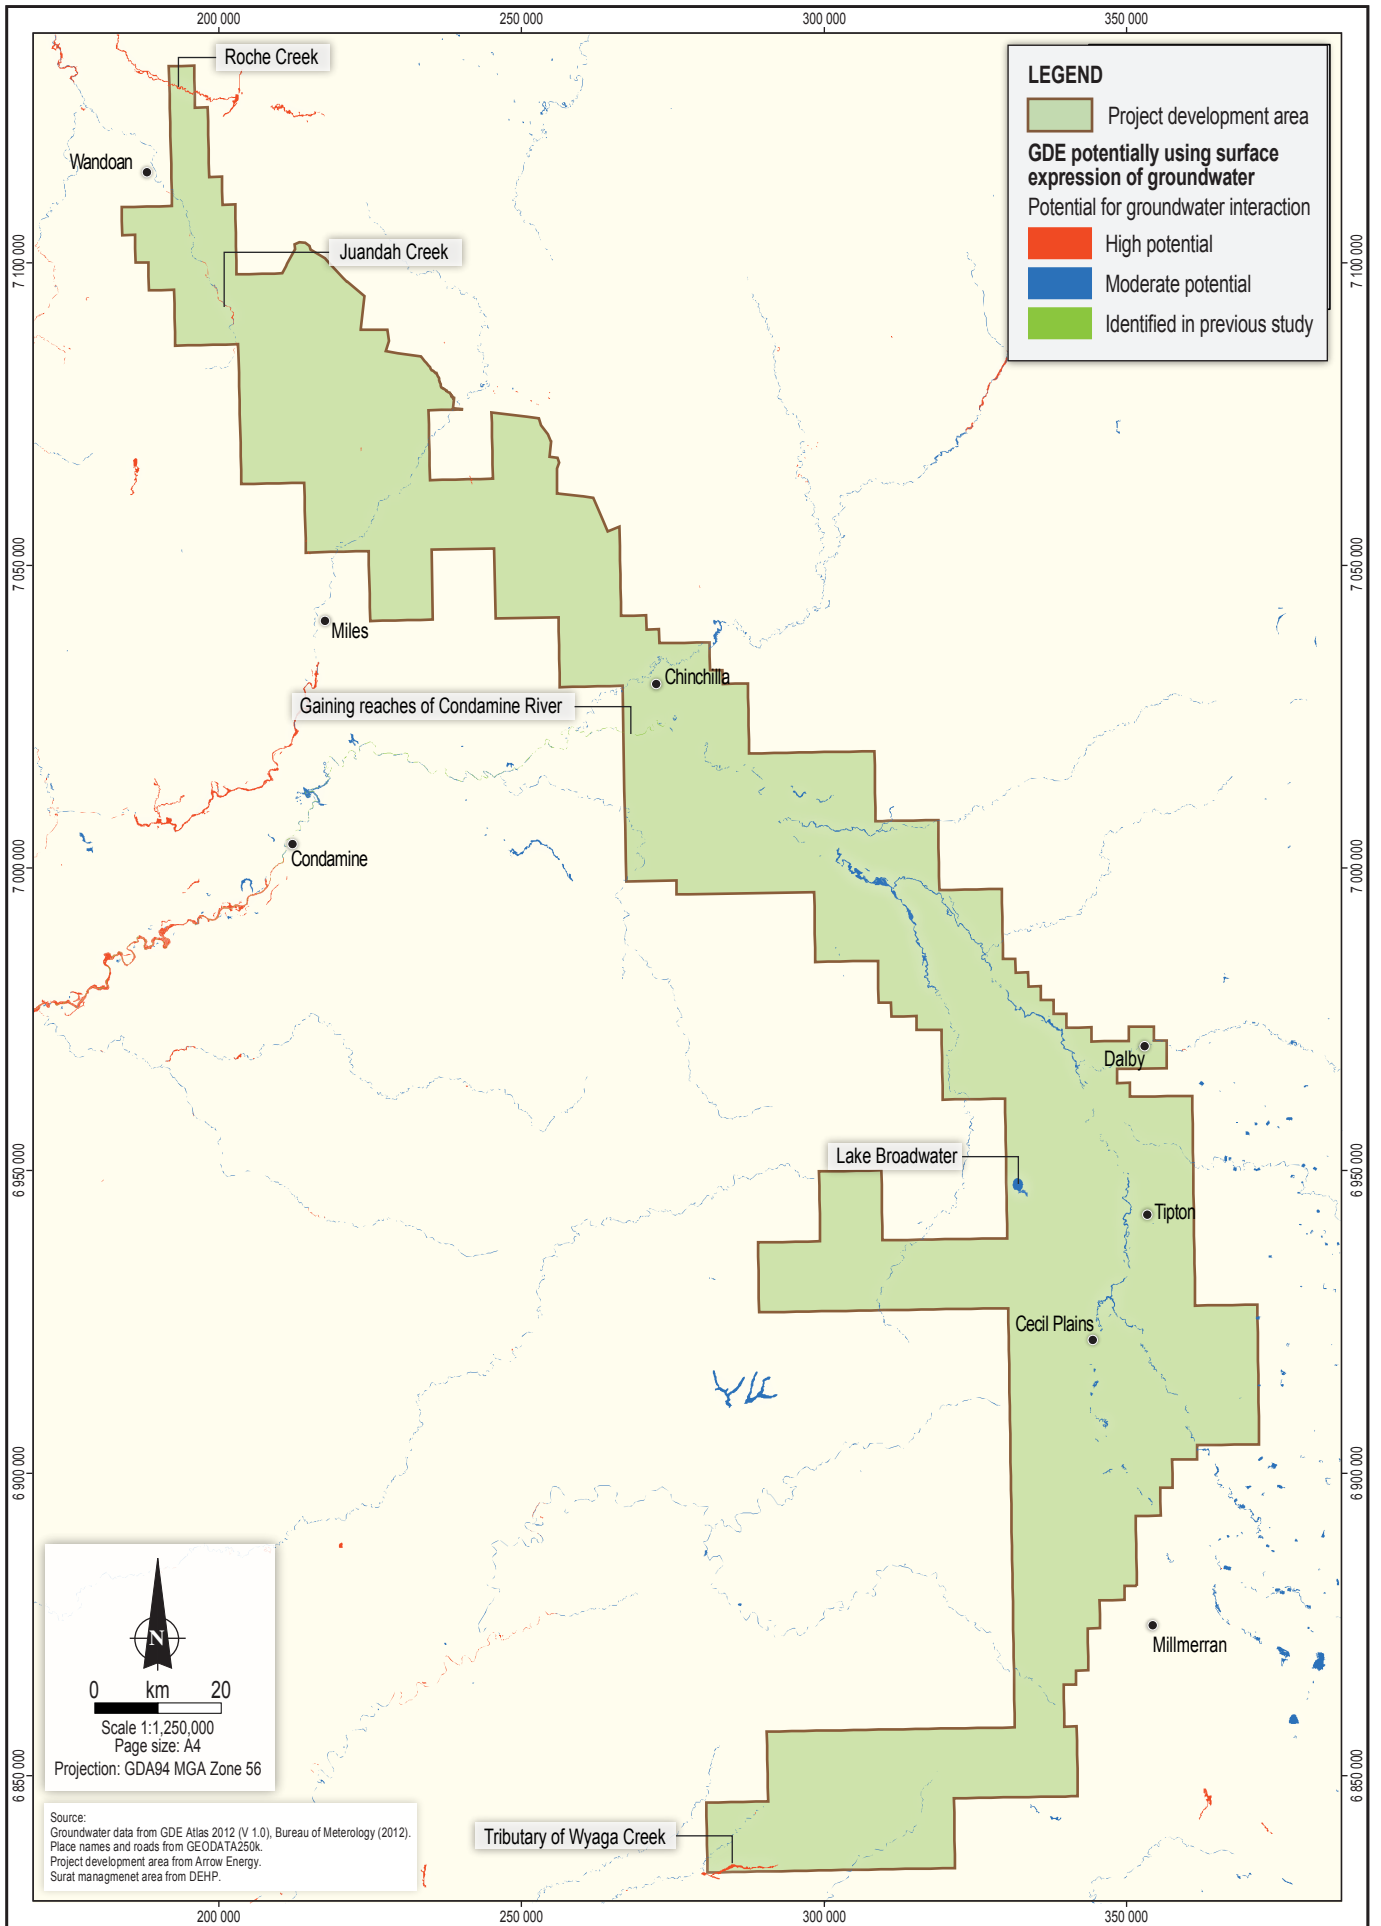 200 000
250 000
300 000
350 000
Roche Creek
LEGEND
Project development area
GDE potentially using surface
expression of groundwater
Potential for groundwater interaction
High potential
Moderate potential
Identified in previous study
Wandoan
Juandah Creek
7 100 000
7 100 000
7 050 000
7 050 000
Miles
Chinchilla
Gaining reaches of Condamine River
Condamine
7 000 000
7 000 000
Dalby
Lake Broadwater
6 950 000
6 950 000
Tipton
Cecil Plains
6 900 000
6 900 000
N
0 km 20
Scale 1:1,250,000
Page size: A4
Projection: GDA94 MGA Zone 56
Millmerran
6 850 000
6 850 000
Source:
Groundwater data from GDE Atlas 2012 (V 1.0), Bureau of Meterology (2012).
Place names and roads from GEODATA250k.
Project development area from Arrow Energy.
Surat managmenet area from DEHP.
Tributary of Wyaga Creek
200 000
250 000
300 000
350 000